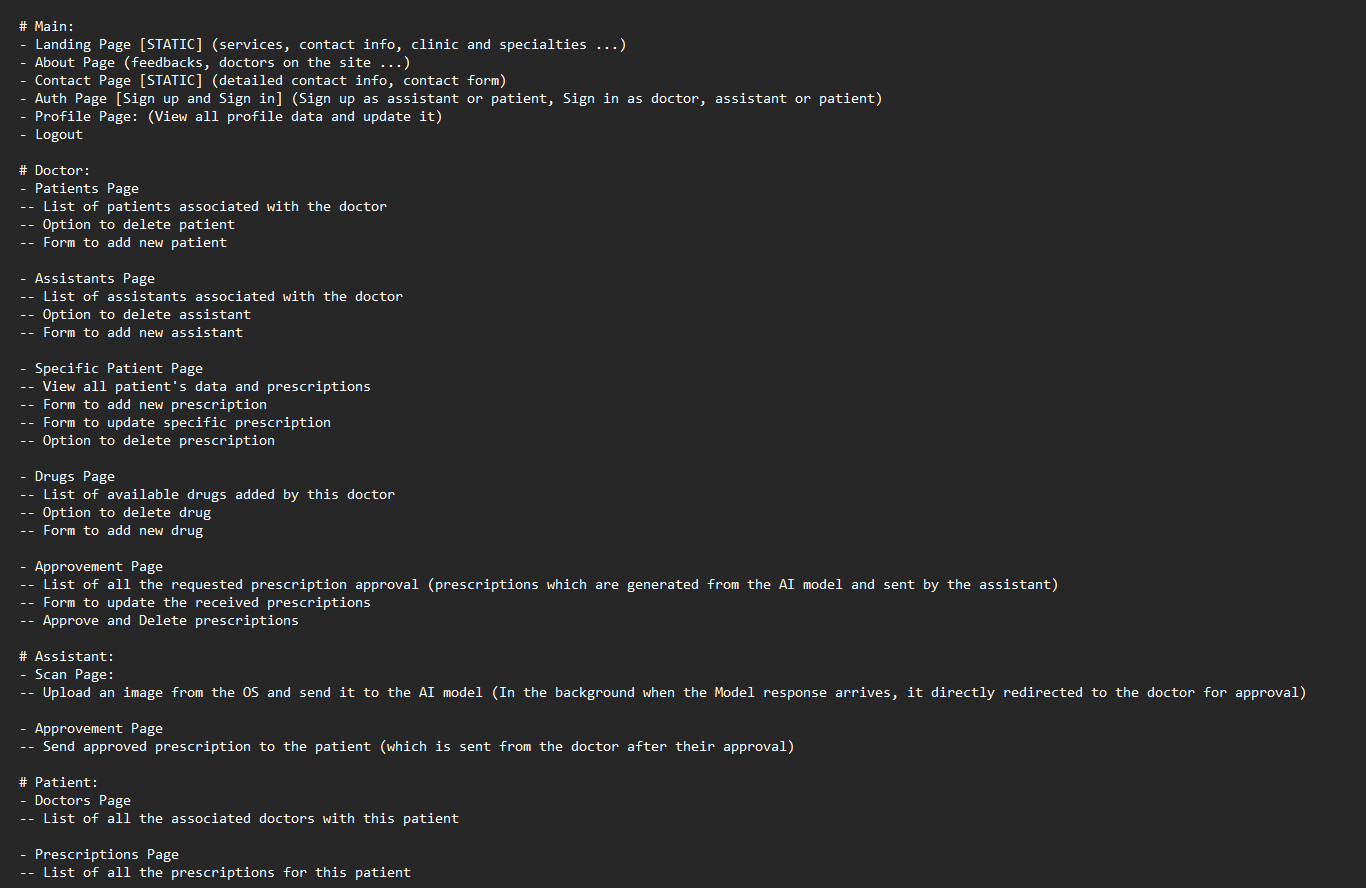 # Main:
- Landing Page [STATIC] (services, contact info, clinic and specialties ...)
- About Page (feedbacks, doctors on the site ...)
- Contact Page [STATIC] (detailed contact info, contact form)
- Auth Page [Sign up and Sign in] (Sign up as assistant or patient, Sign in as doctor, assistant or patient)
- Profile Page: (View all profile data and update it)
- Logout

# Doctor:
- Patients Page
-- List of patients associated with the doctor
-- Option to delete patient
-- Form to add new patient

- Assistants Page
-- List of assistants associated with the doctor
-- Option to delete assistant
-- Form to add new assistant

- Specific Patient Page
-- View all patient's data and prescriptions
-- Form to add new prescription
-- Form to update specific prescription
-- Option to delete prescription

- Drugs Page
-- List of available drugs added by this doctor
-- Option to delete drug
-- Form to add new drug

- Approvement Page
-- List of all the requested prescription approval (prescriptions which are generated from the AI model and sent by the assistant)
-- Form to update the received prescriptions
-- Approve and Delete prescriptions

# Assistant:
- Scan Page:
-- Upload an image from the OS and send it to the AI model (In the background when the Model response arrives, it directly redirected to the doctor for approval)

- Approvement Page
-- Send approved prescription to the patient (which is sent from the doctor after their approval)

# Patient:
- Doctors Page
-- List of all the associated doctors with this patient

- Prescriptions Page
-- List of all the prescriptions for this patient